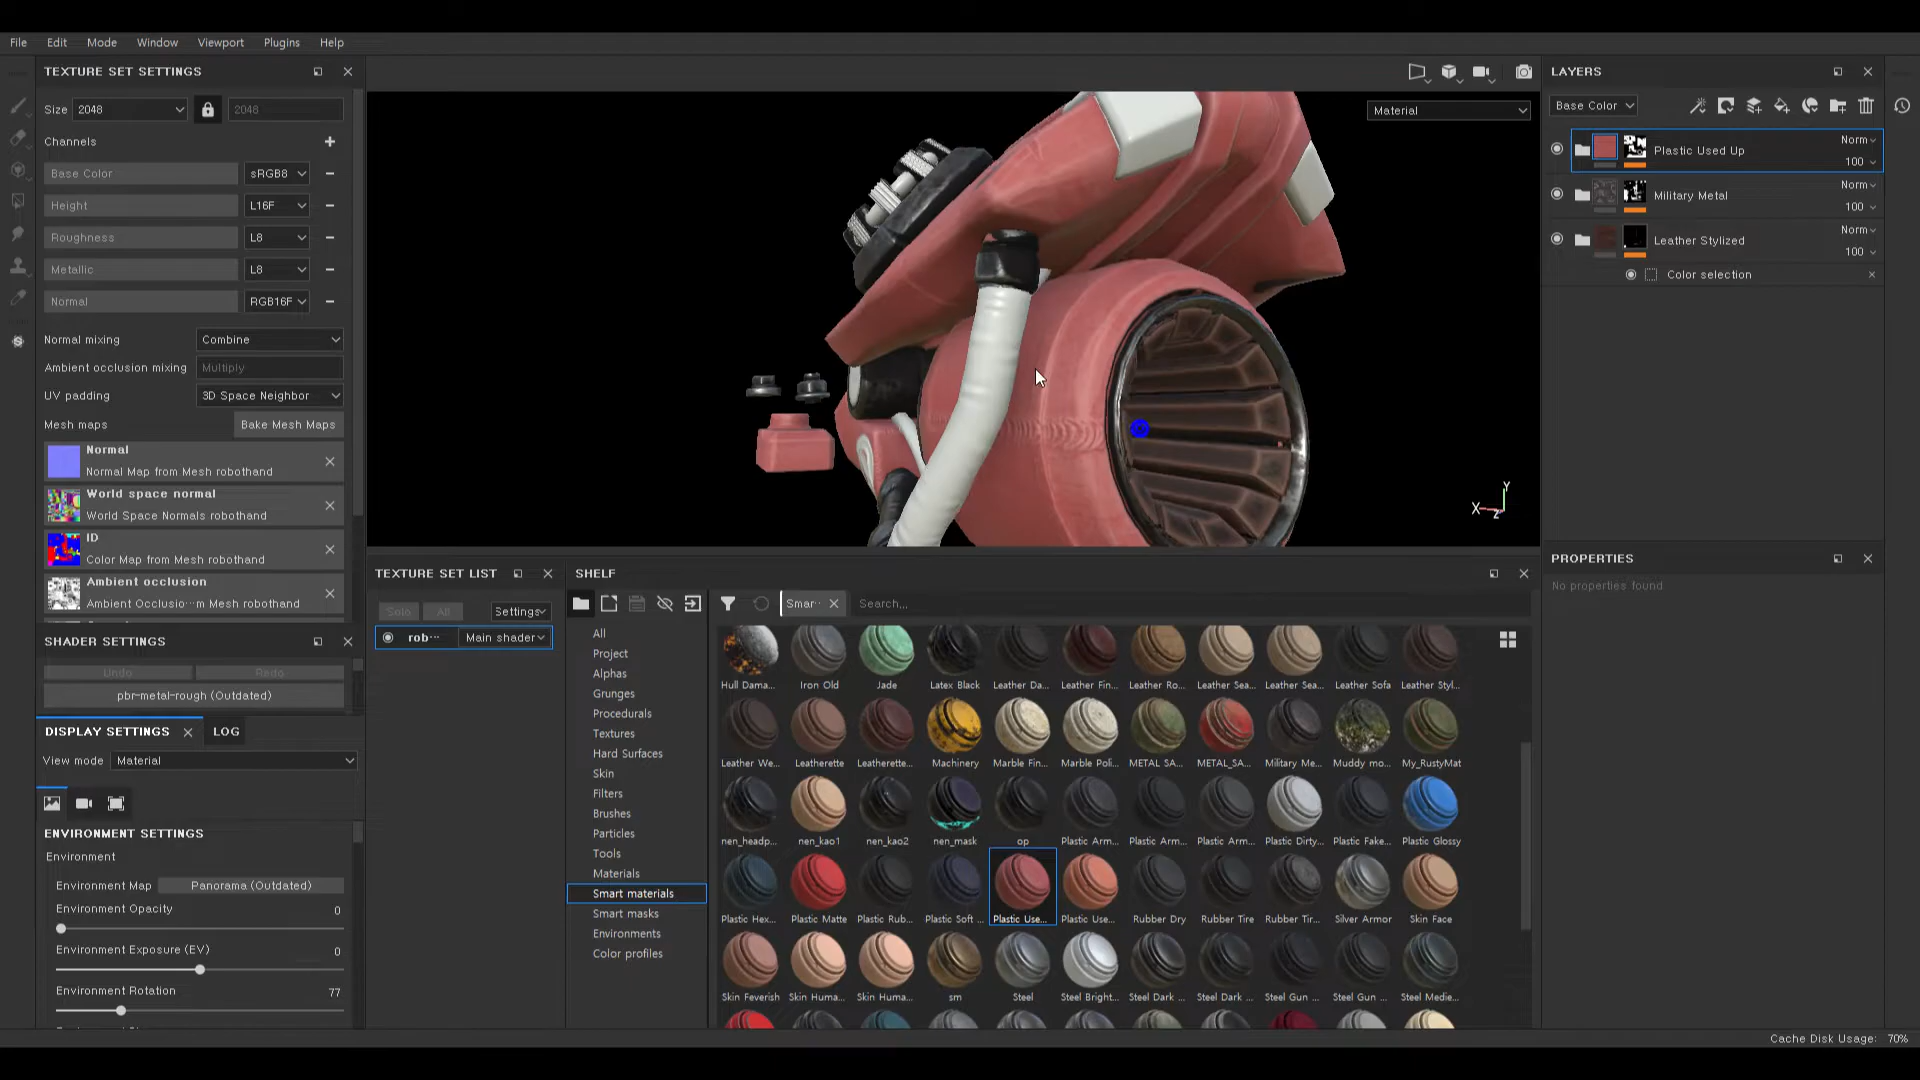 File Edit Mode Window Viewport Plugins Help
TEXTURE SET SETTINGS
Size 2048 2048
Channels
Base Color sRGB8
Height L16F
Roughness L8
Metallic L8
Normal RGB16F
Normal mixing Combine
Ambient occlusion mixing Multiply
UV padding 3D Space Neighbor
Mesh maps Bake Mesh Maps
Normal
Normal Map from Mesh robothand
World space normal
World Space Normals robothand
ID
Color Map from Mesh robothand
Ambient occlusion
Ambient Occlusio···m Mesh robothand
SHADER SETTINGS
Undo Redo
pbr-metal-rough (Outdated)
DISPLAY SETTINGS LOG
View mode Material
ENVIRONMENT SETTINGS
Environment
Environment Map Panorama (Outdated)
Environment Opacity 0
Environment Exposure (EV) 0
Environment Rotation 77
Material
Y
X
Z
TEXTURE SET LIST
Solo All Settings
rob··· Main shader
SHELF
Smar·· Search...
All
Project
Alphas
Grunges
Procedurals
Textures
Hard Surfaces
Skin
Filters
Brushes
Particles
Tools
Materials
Smart materials
Smart masks
Environments
Color profiles
Hull Dama... Iron Old Jade Latex Black Leather Da... Leather Fin... Leather Ro... Leather Sea... Leather Sea... Leather Sofa Leather Styl...
Leather We... Leatherette Leatherette... Machinery Marble Fin... Marble Poli... METAL SA... METAL_SA... Military Me... Muddy mo... My_RustyMat
nen_headp... nen_kao1 nen_kao2 nen_mask op Plastic Arm... Plastic Arm... Plastic Arm... Plastic Dirty... Plastic Fake... Plastic Glossy
Plastic Hex... Plastic Matte Plastic Rub... Plastic Soft ... Plastic Use... Plastic Use... Rubber Dry Rubber Tire Rubber Tir... Silver Armor Skin Face
Skin Feverish Skin Huma... Skin Huma... sm Steel Steel Bright... Steel Dark ... Steel Dark ... Steel Gun ... Steel Gun ... Steel Medie...
LAYERS
Base Color
Plastic Used Up Norm 100
Military Metal Norm 100
Leather Stylized Norm 100
Color selection
PROPERTIES
No properties found
Cache Disk Usage: 70%